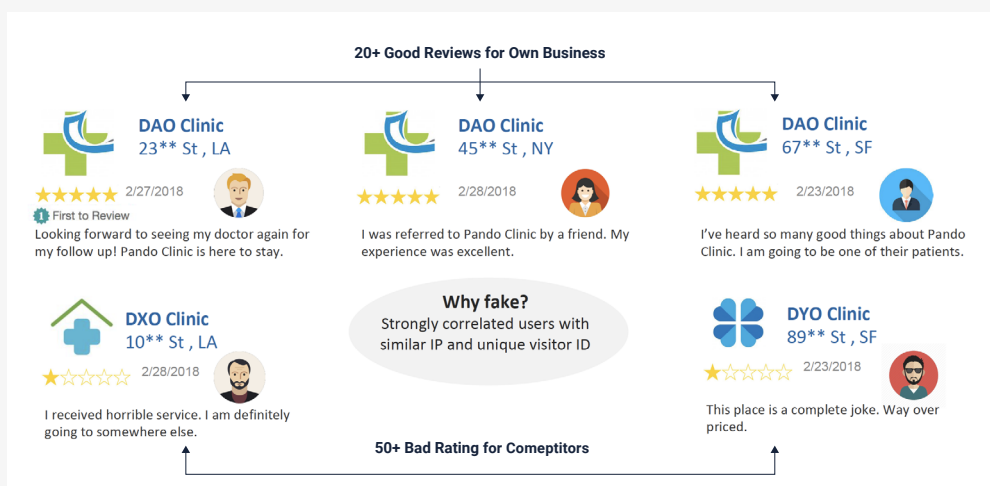 20+ Good Reviews for Own Business
DAO Clinic
23** St , LA
2/27/2018
1 First to Review
Looking forward to seeing my doctor again for
my follow up! Pando Clinic is here to stay.
DAO Clinic
45** St , NY
2/28/2018
I was referred to Pando Clinic by a friend. My
experience was excellent.
DAO Clinic
67** St , SF
2/23/2018
I've heard so many good things about Pando
Clinic. I am going to be one of their patients.
DXO Clinic
10** St , LA
2/28/2018
I received horrible service. I am definitely
going to somewhere else.
Why fake?
Strongly correlated users with
similar IP and unique visitor ID
DYO Clinic
89** St , SF
2/23/2018
This place is a complete joke. Way over
priced.
50+ Bad Rating for Comeptitors